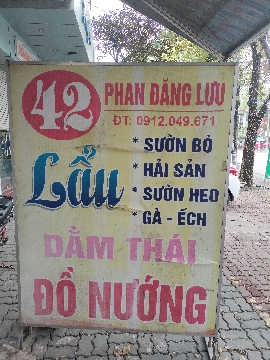 42
PHAN ĐĂNG LƯU
ĐT: 0912.049.671
Lẩu
* SƯỜN BÒ
* HẢI SẢN
* SƯỜN HEO
* GÀ - ẾCH
DẰM THÁI
ĐỒ NƯỚNG